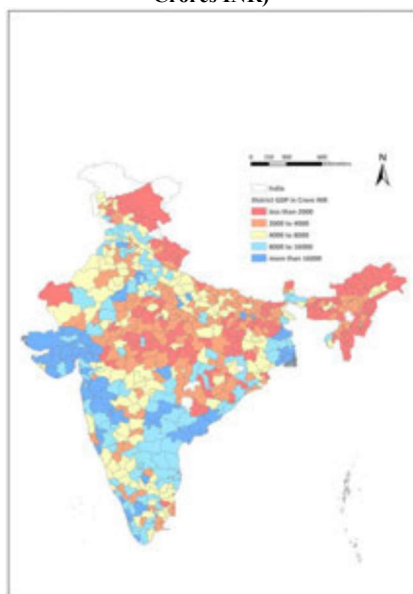 Crores INR)
N
India
District GDP in Crore INR
less than 2000
2000 to 4000
4000 to 8000
8000 to 16000
more than 16000